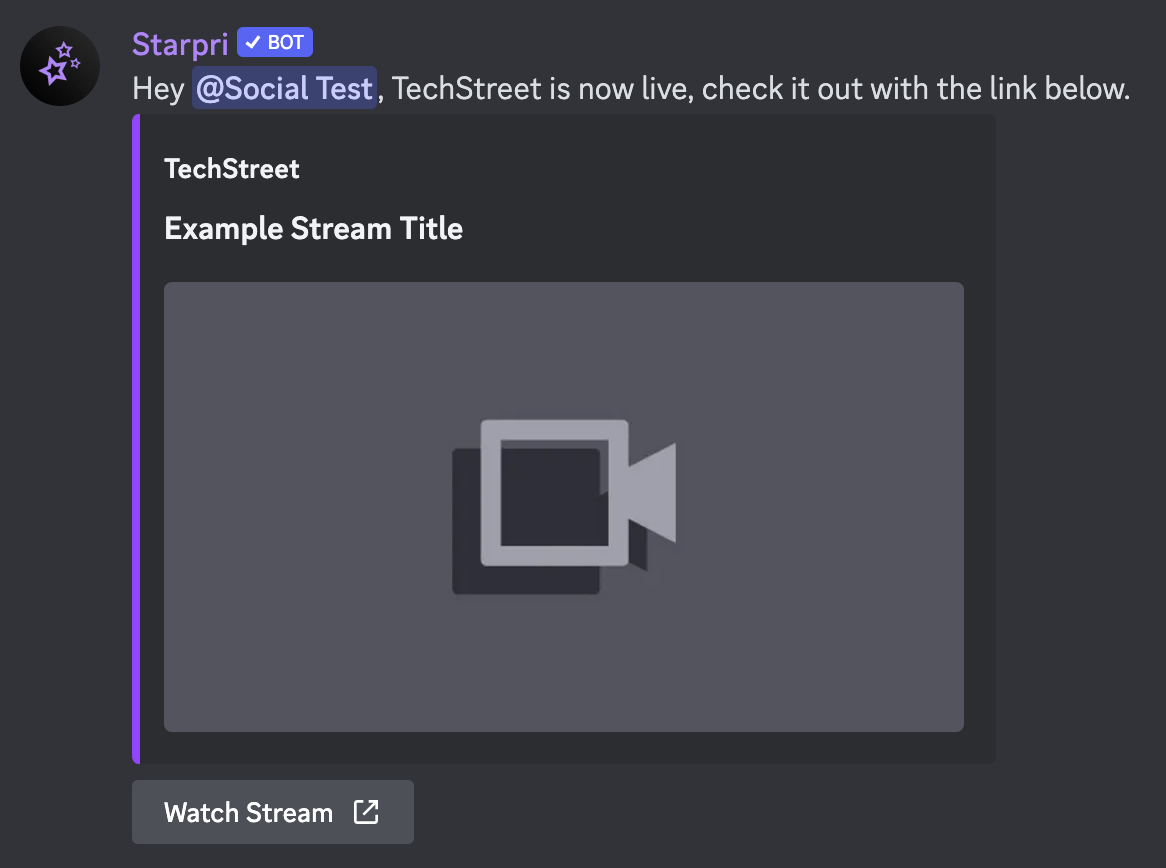 Starpri ✓ BOT
Hey @Social Test, TechStreet is now live, check it out with the link below.
TechStreet
Example Stream Title
Watch Stream